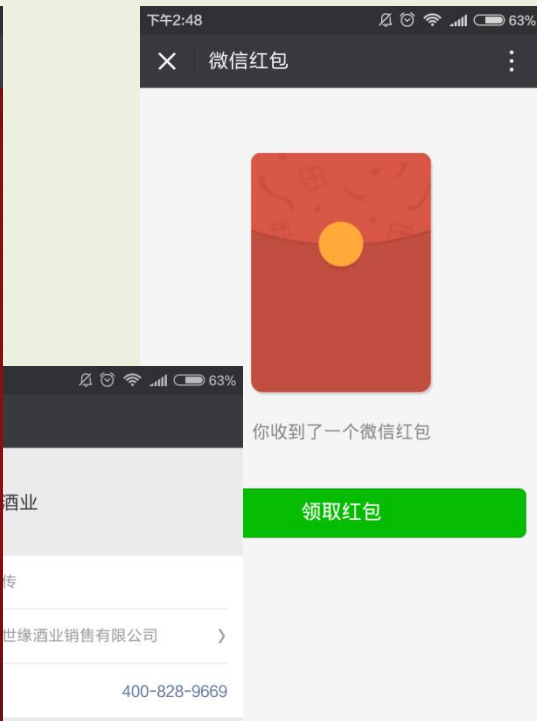 下午2:48
63%
微信红包
你收到了一个微信红包
领取红包
63%
酒业
传
世缘酒业销售有限公司
400-828-9669